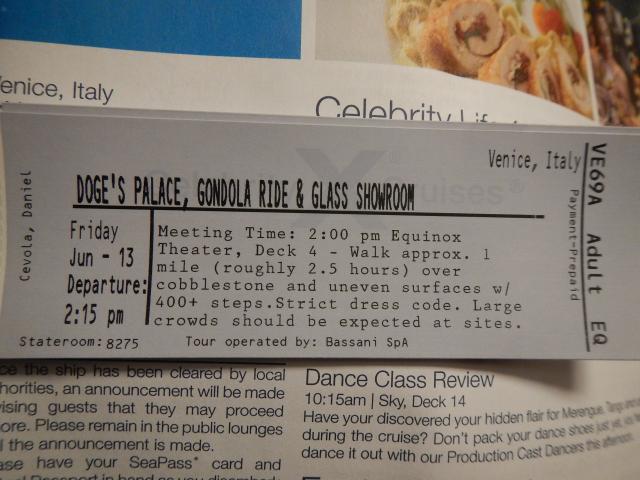 Venice, Italy
Celebrity
Cevola, Daniel
Venice, Italy
DOGE'S PALACE, GONDOLA RIDE & GLASS SHOWROOM
X Cruises®
Friday
Jun - 13
Departure:
2:15 pm
Meeting Time: 2:00 pm Equinox
Theater, Deck 4 - Walk approx. 1
mile (roughly 2.5 hours) over
cobblestone and uneven surfaces w/
400+ steps.Strict dress code. Large
crowds should be expected at sites.
Stateroom:8275
Tour operated by: Bassani SpA
VE69A Adult EQ
Payment-Prepaid
the ship has been cleared by local
an announcement will be made
guests that they may proceed
Please remain in the public lounges
the announcement is made.
have your SeaPass® card and
Dance Class Review
10:15am | Sky, Deck 14
Have your discovered your hidden flair for Merengue, Tango
during the cruise? Don't pack your dance shoes just yet,
dance it out with our Production Cast Dancers this afternoon